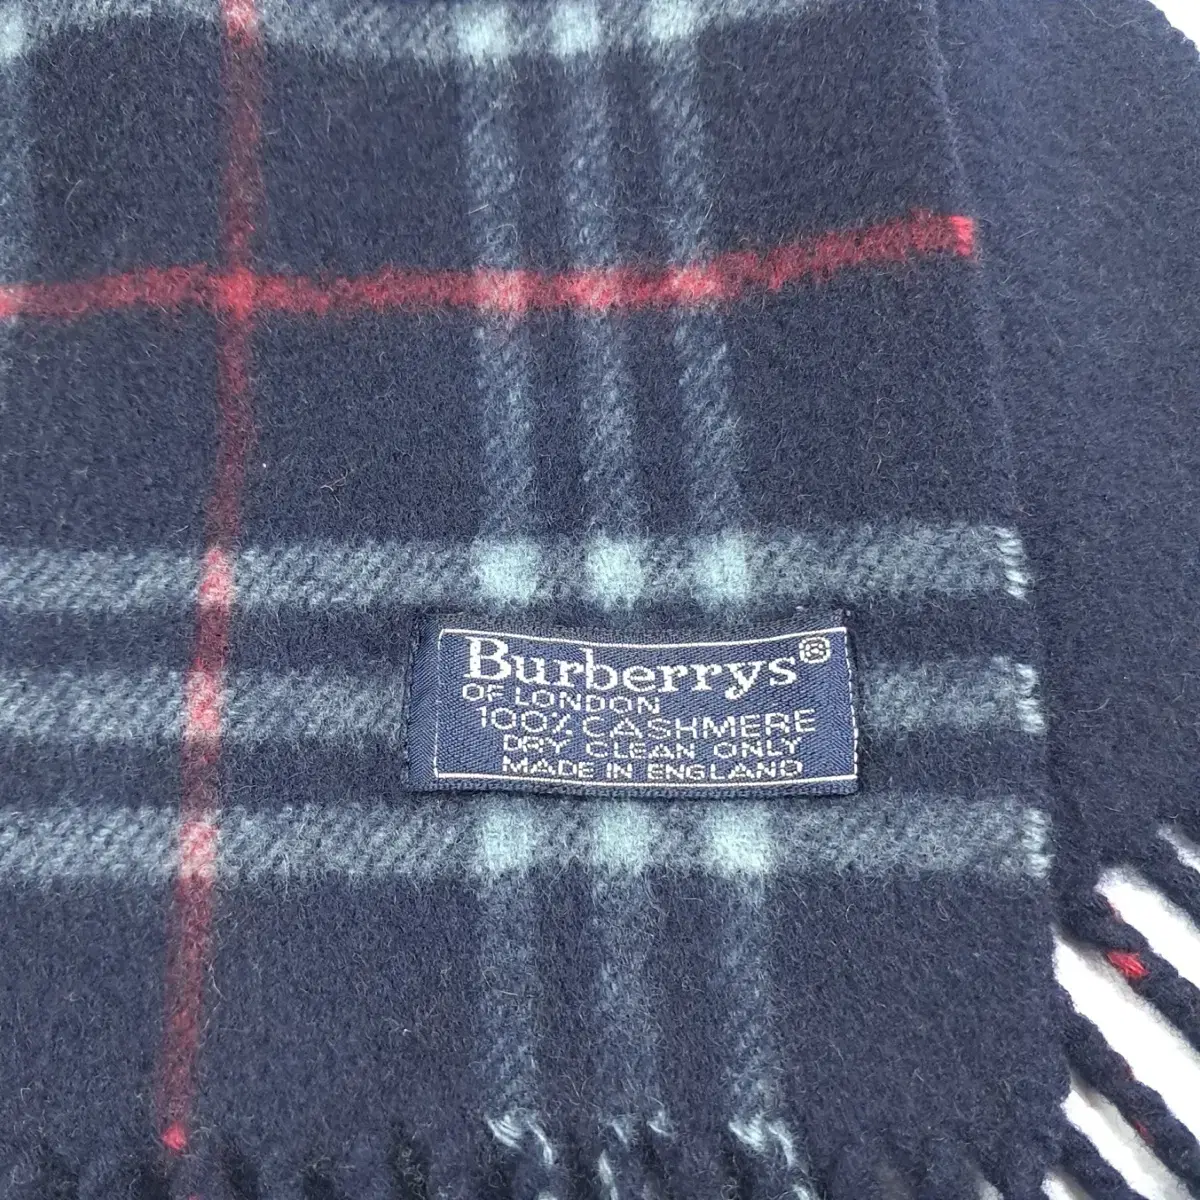 Burberrys®
OF LONDON
100% CASHMERE
DRY CLEAN ONLY
MADE IN ENGLAND